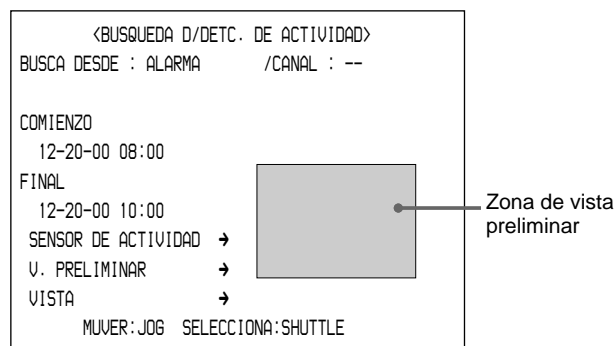 <BUSQUEDA D/DETC. DE ACTIVIDAD>
BUSCA DESDE : ALARMA /CANAL : --
COMIENZO
12-20-00 08:00
FINAL
12-20-00 10:00
SENSOR DE ACTIVIDAD →
V. PRELIMINAR →
VISTA →
MUVER:JOG SELECCIONA:SHUTTLE
Zona de vista
preliminar